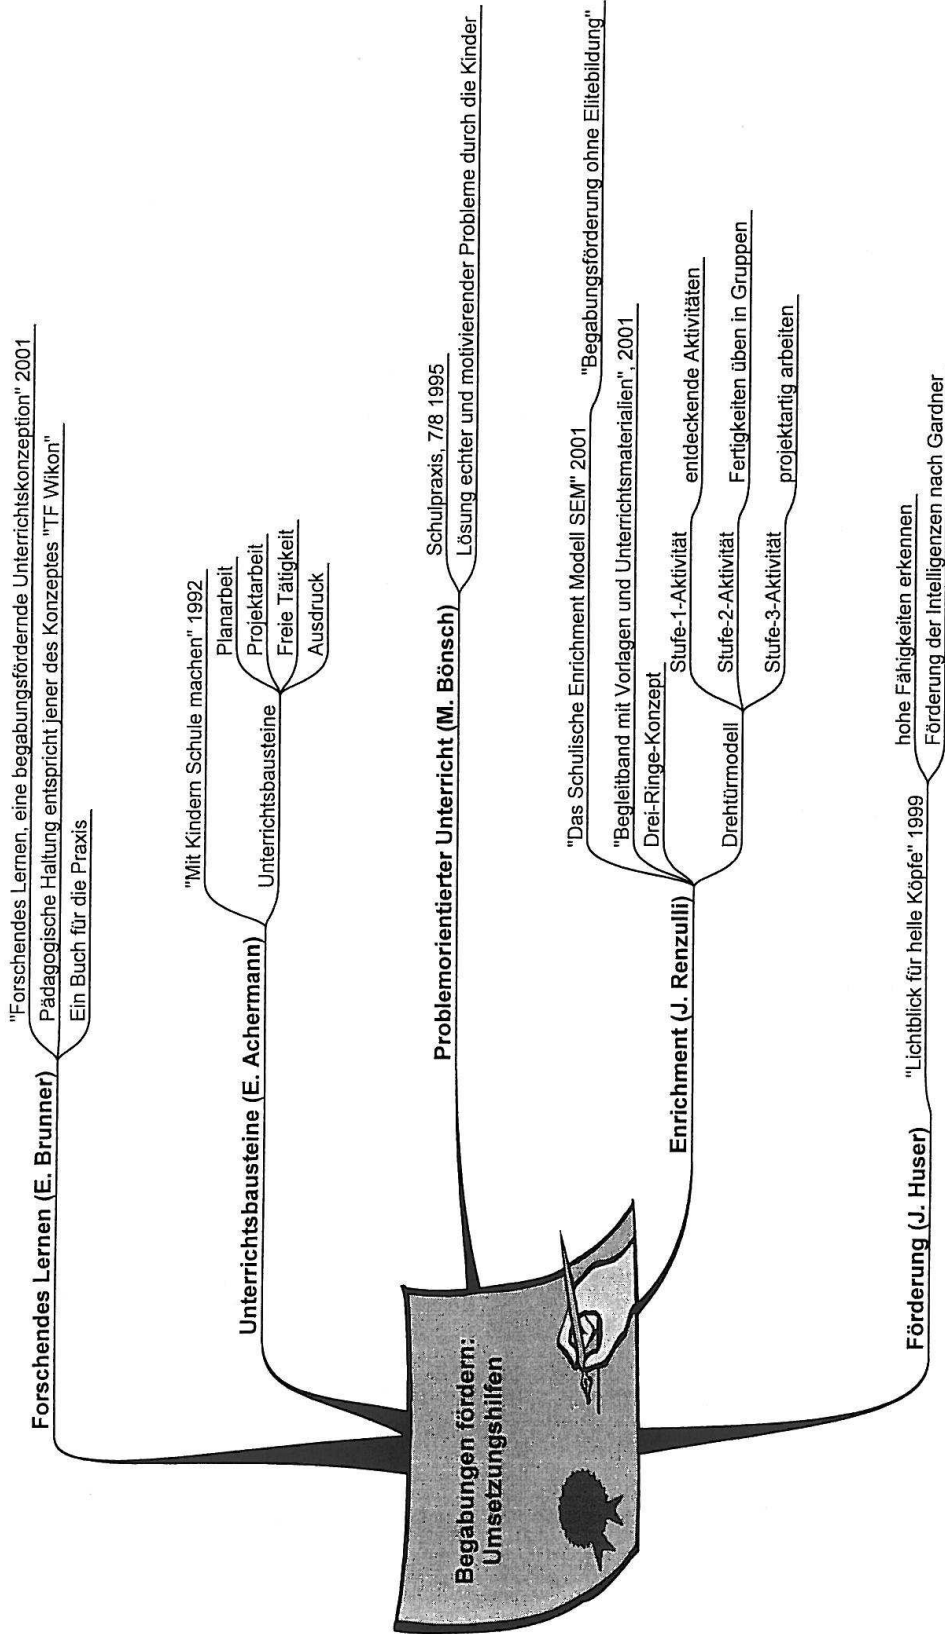 Begabungen fördern:
Umsetzungshilfen
Forschendes Lernen (E. Brunner)
"Forschendes Lernen, eine begabungsfördernde Unterrichtskonzeption" 2001
Pädagogische Haltung entspricht jener des Konzeptes "TF Wikon"
Ein Buch für die Praxis
Unterrichtsbausteine (E. Achermann)
"Mit Kindern Schule machen" 1992
Unterrichtsbausteine
Planarbeit
Projektarbeit
Freie Tätigkeit
Ausdruck
Problemorientierter Unterricht (M. Bönsch)
Schulpraxis, 7/8 1995
Lösung echter und motivierender Probleme durch die Kinder
Enrichment (J. Renzulli)
"Das Schulische Enrichment Modell SEM" 2001
"Begabungsförderung ohne Elitebildung"
"Begleitband mit Vorlagen und Unterrichtsmaterialien", 2001
Drei-Ringe-Konzept
Drehtürmodell
Stufe-1-Aktivität
entdeckende Aktivitäten
Stufe-2-Aktivität
Fertigkeiten üben in Gruppen
Stufe-3-Aktivität
projektartig arbeiten
Förderung (J. Huser)
"Lichtblick für helle Köpfe" 1999
hohe Fähigkeiten erkennen
Förderung der Intelligenzen nach Gardner